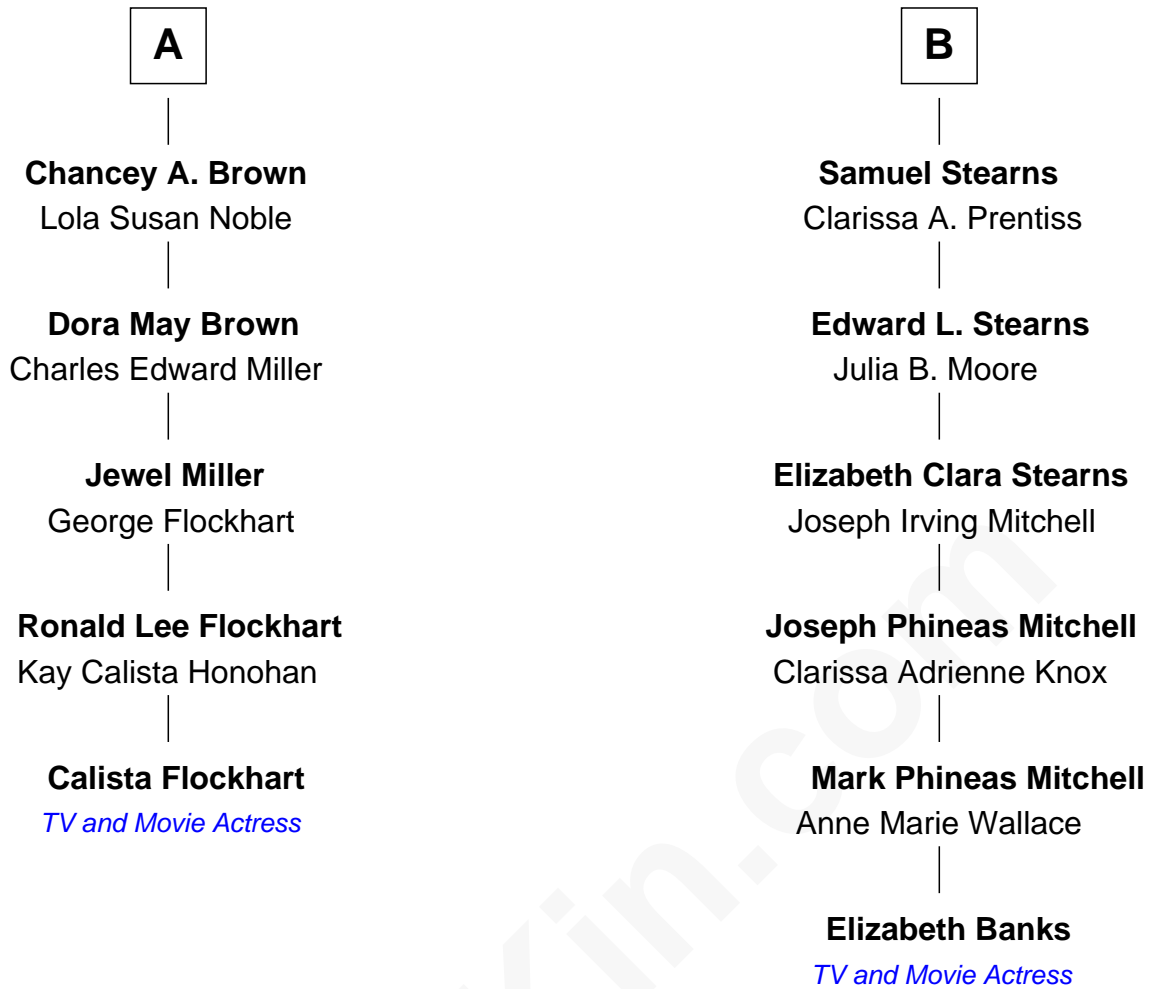 A
Chancey A. Brown
Lola Susan Noble
Dora May Brown
Charles Edward Miller
Jewel Miller
George Flockhart
Ronald Lee Flockhart
Kay Calista Honohan
Calista Flockhart
TV and Movie Actress
B
Samuel Stearns
Clarissa A. Prentiss
Edward L. Stearns
Julia B. Moore
Elizabeth Clara Stearns
Joseph Irving Mitchell
Joseph Phineas Mitchell
Clarissa Adrienne Knox
Mark Phineas Mitchell
Anne Marie Wallace
Elizabeth Banks
TV and Movie Actress